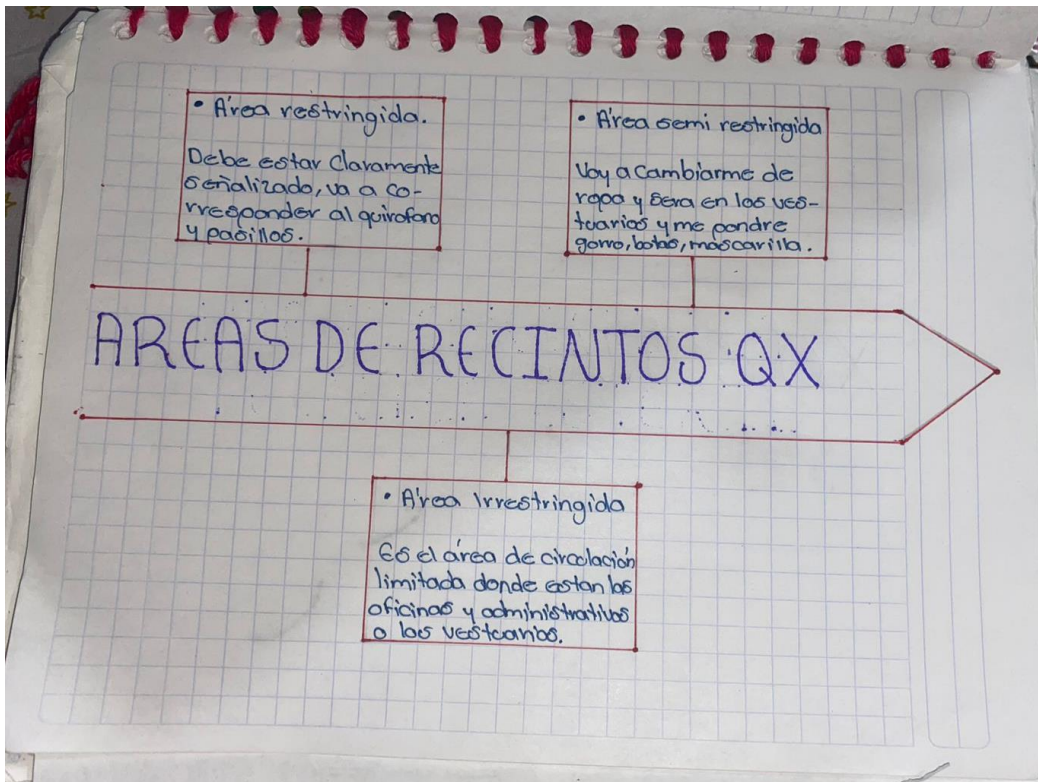 • Área restringida.
Debe estar claramente
señalizado, va a co-
rresponder al quirofano
y pasillos.
• Área semi restringida
Voy a cambiarme de
ropa y sera en los ves-
tuarios y me pondre
gorro, botas, mascarilla.
AREAS DE RECINTOS QX
• Área Irrestringida
Es el área de circulación
limitada donde estan las
oficinas y administrativos
o los vestuarios.